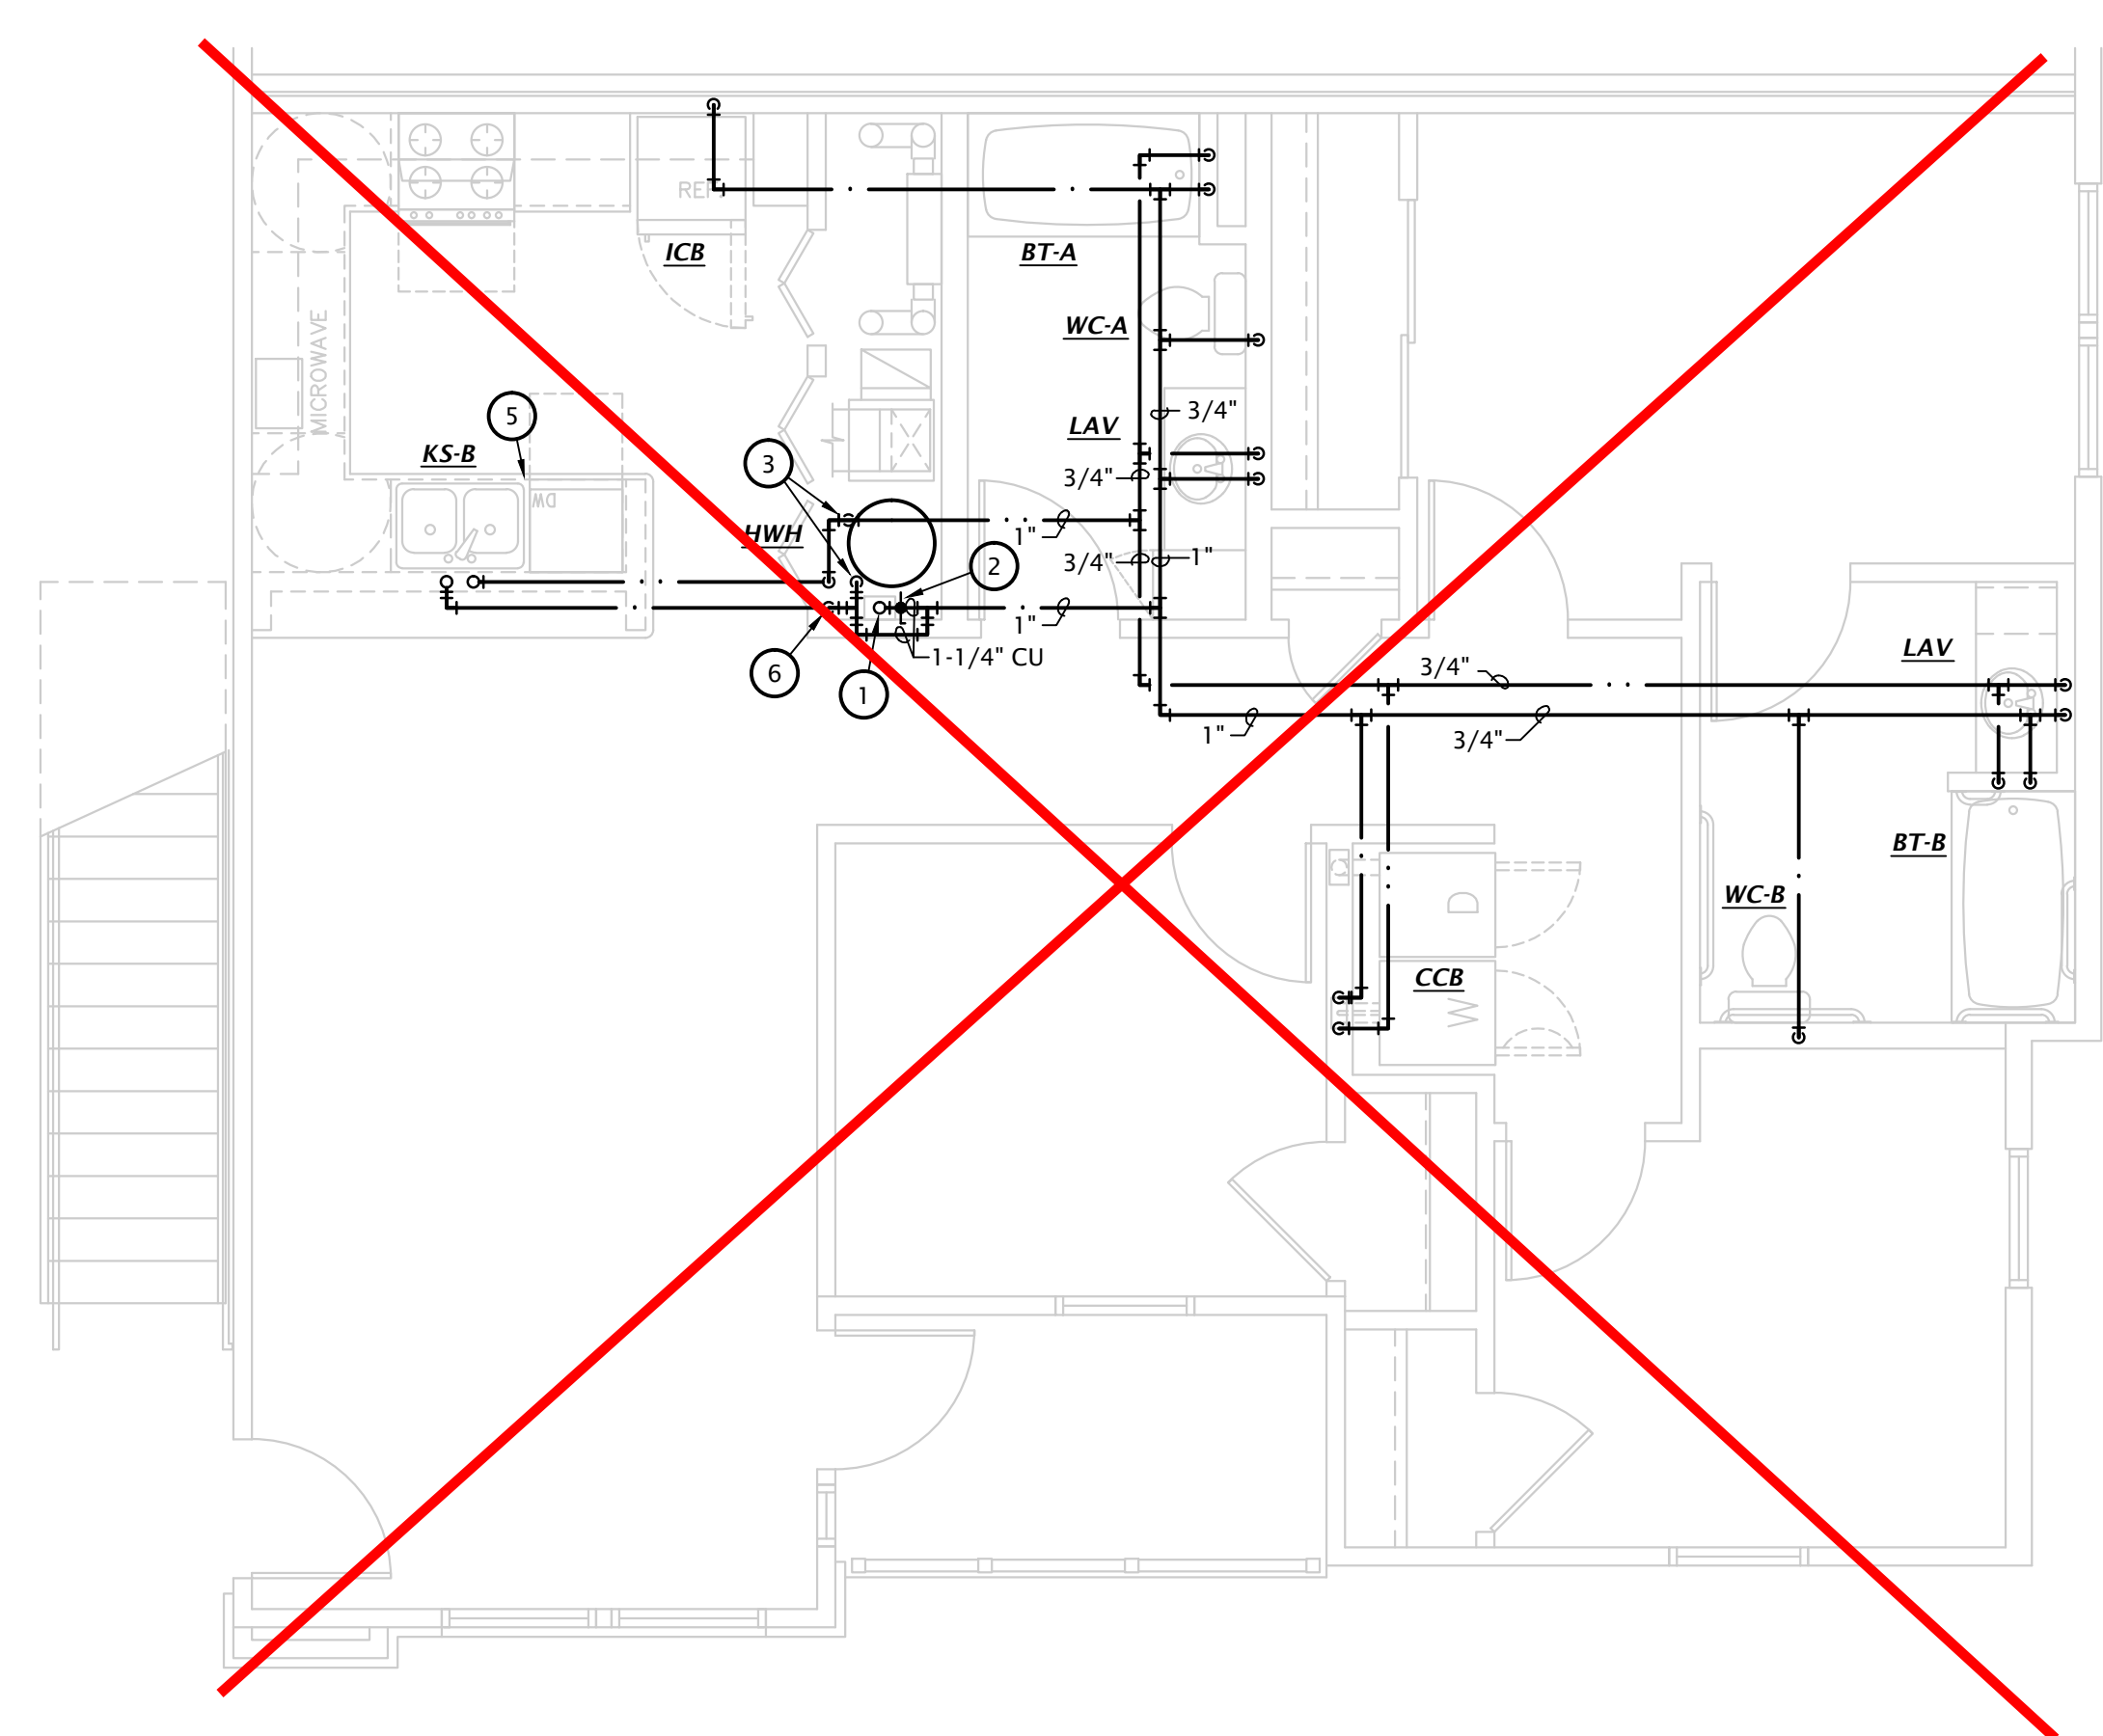 REF.
ICB
BT-A
MICROWAVE
WC-A
3/4"
5
LAV
KS-B
3
3/4"
DW
HWH
1"
2
3/4"
1"
1"
6
1
1-1/4" CU
3/4"
LAV
1"
3/4"
BT-B
D
WC-B
CCB
W